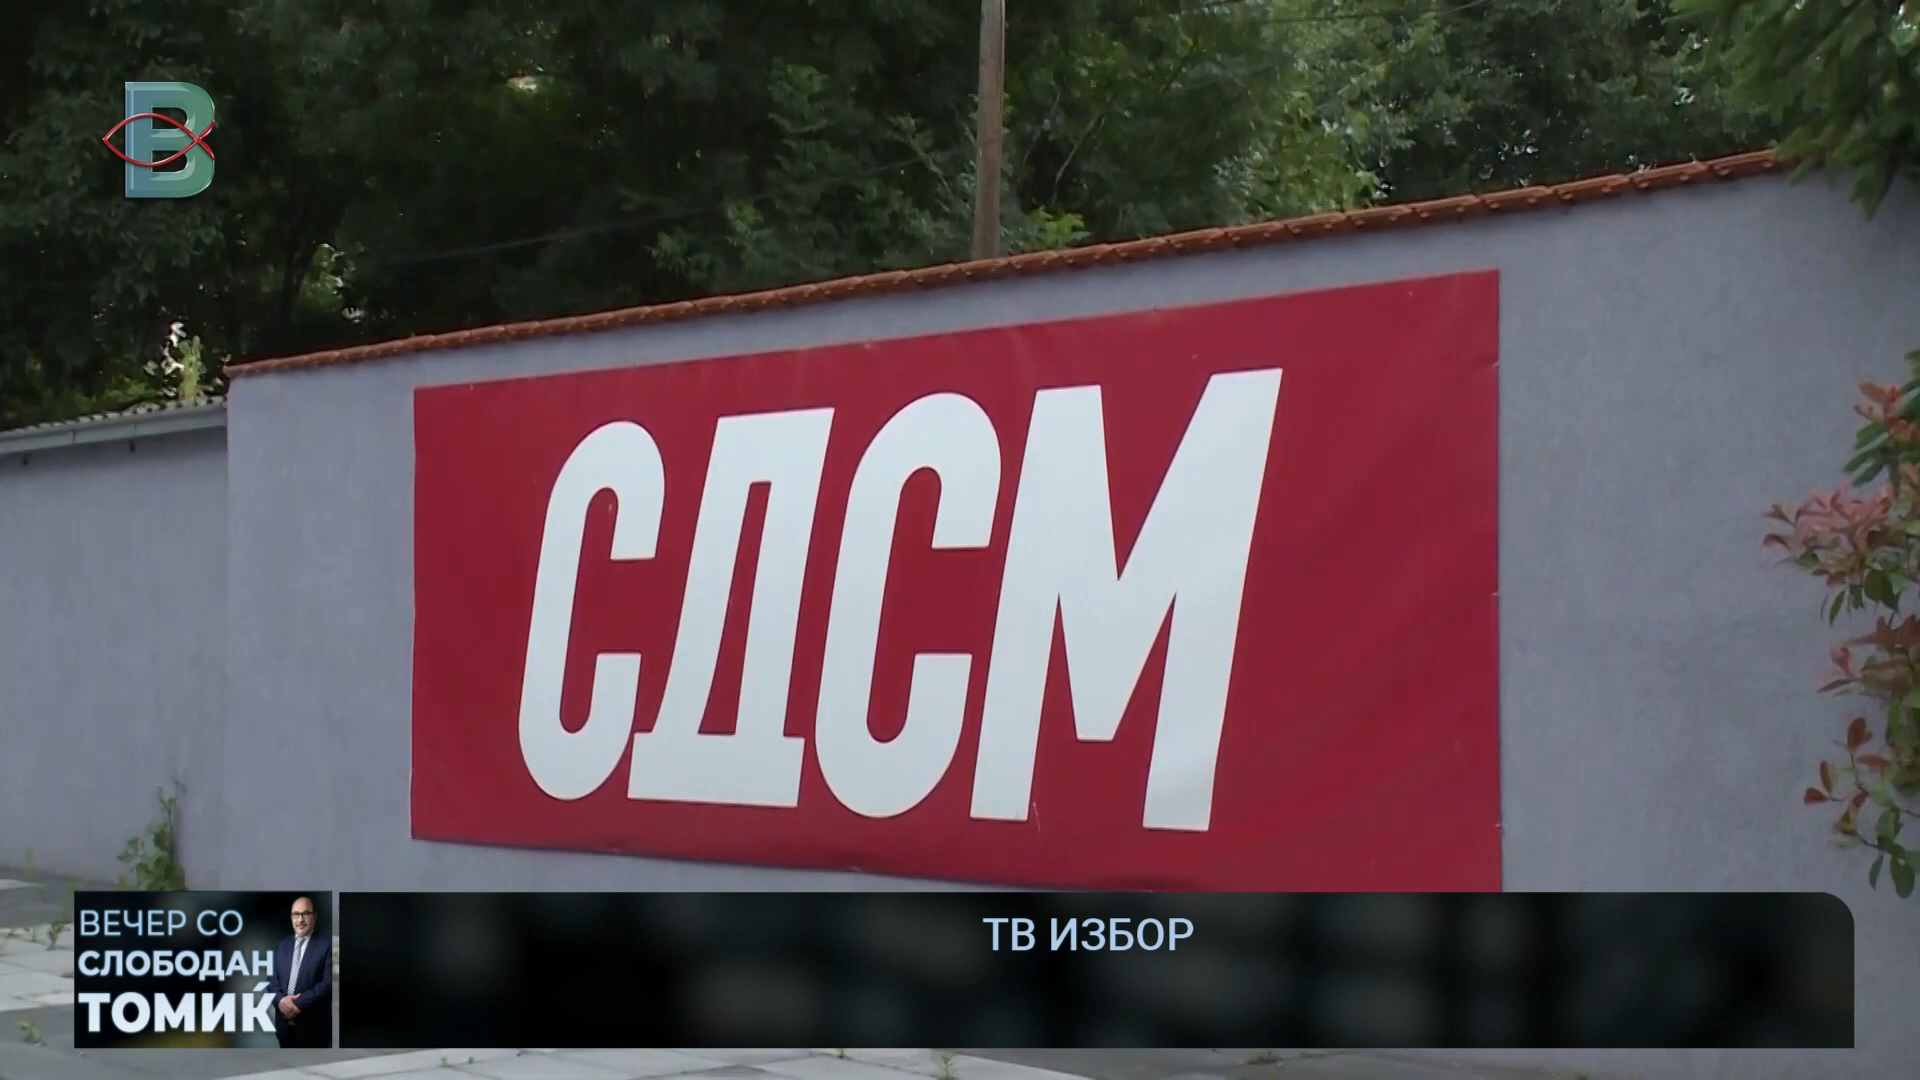 B
СДСМ
ВЕЧЕР СО
СЛОБОДАН
ТОМИЌ
ТВ ИЗБОР